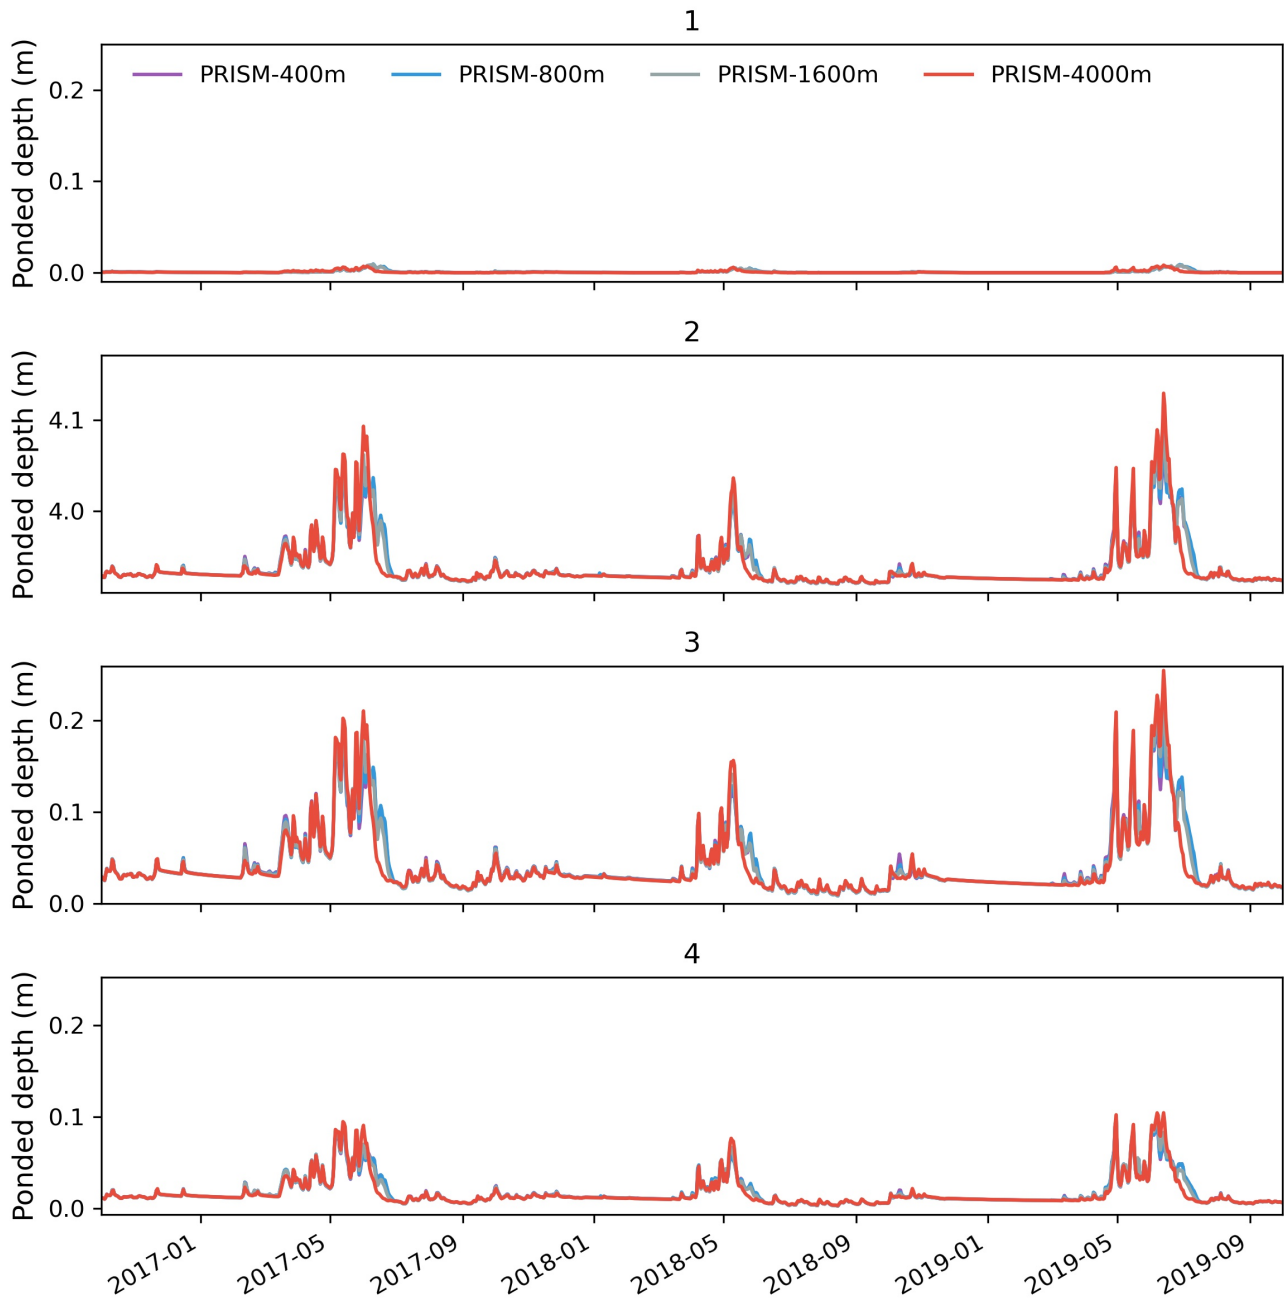 1
Ponded depth (m)
PRISM-400m PRISM-800m PRISM-1600m PRISM-4000m
0.2
0.1
0.0
2
Ponded depth (m)
4.1
4.0
3
Ponded depth (m)
0.2
0.1
0.0
4
Ponded depth (m)
0.2
0.1
0.0
2017-01 2017-05 2017-09 2018-01 2018-05 2018-09 2019-01 2019-05 2019-09